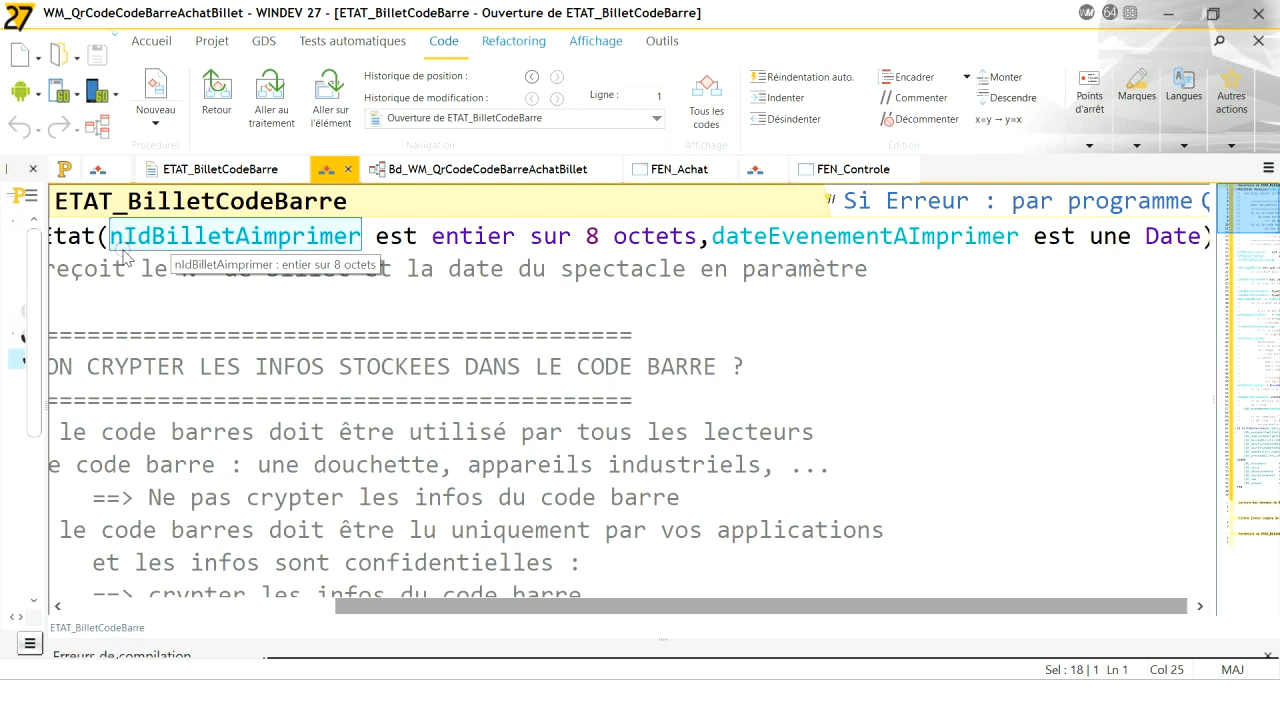 27
WM_QrCodeCodeBarreAchatBillet - WINDEV 27 - [ETAT_BilletCodeBarre - Ouverture de ETAT_BilletCodeBarre]
WM 64
Accueil Projet GDS Tests automatiques Code Refactoring Affichage Outils
Nouveau
Procédures
Retour
Aller au traitement
Aller sur l'élément
Historique de position :
Historique de modification :
Ligne : 1
Ouverture de ETAT_BilletCodeBarre
Navigation
Tous les codes
Affichage
Réindentation auto.
Indenter
Désindenter
Encadrer
Commenter
Décommenter
Monter
Descendre
x=y → y=x
Edition
Points d'arrêt
Marques
Langues
Autres actions
ETAT_BilletCodeBarre Bd_WM_QrCodeCodeBarreAchatBillet FEN_Achat FEN_Controle
ETAT_BilletCodeBarre Si Erreur : par programme
Etat(nIdBilletAimprimer est entier sur 8 octets,dateEvenementAImprimer est une Date)
nIdBilletAimprimer : entier sur 8 octets
reçoit le t la date du spectacle en paramètre
==========================================
ON CRYPTER LES INFOS STOCKEES DANS LE CODE BARRE ?
==========================================
le code barres doit être utilisé par tous les lecteurs
e code barre : une douchette, appareils industriels, ...
==> Ne pas crypter les infos du code barre
le code barres doit être lu uniquement par vos applications
et les infos sont confidentielles :
==> crypter les infos du code barre
ETAT_BilletCodeBarre
Erreurs de compilation
Sel : 18 | 1 Ln 1 Col 25 MAJ